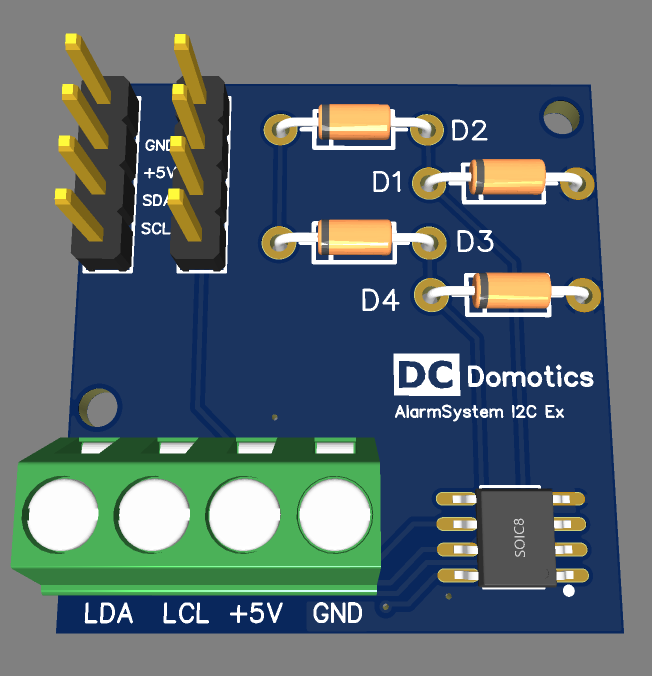 D2
GND
+5V
D1
SDA
SCL
D3
D4
DC Domotics
AlarmSystem I2C Ex
SOIC8
LDA LCL +5V GND